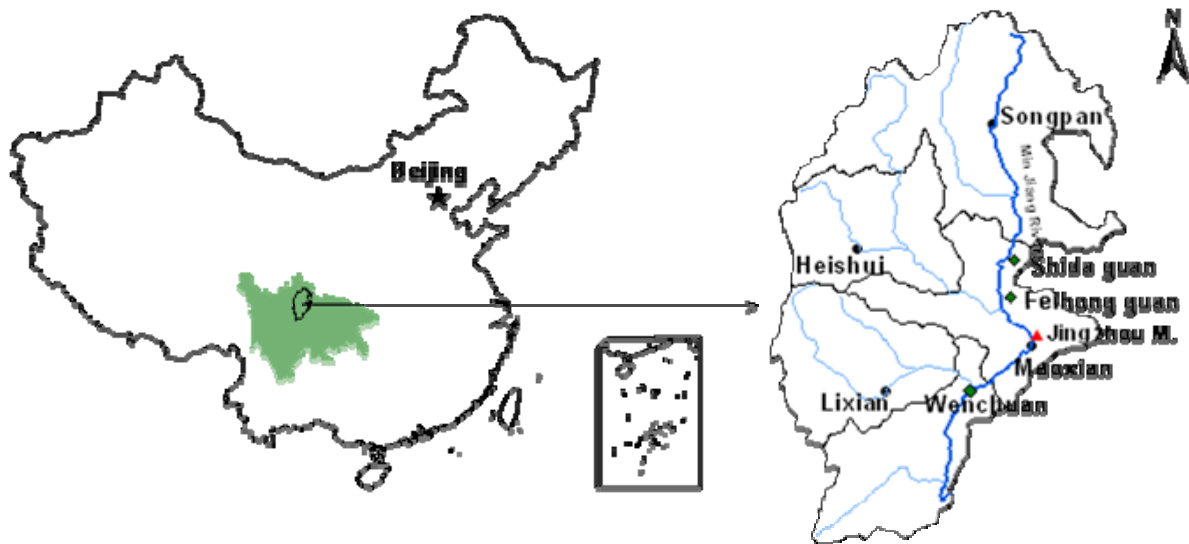 N
Songpan
Beijing
Min Jiang River
Heishui
Shida guan
Feihong guan
Jingzhou M.
Maoxian
Lixian
Wenchuan